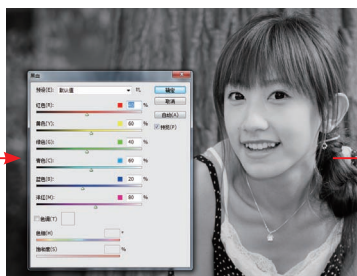 黑白
预设(E): 默认值
确定
取消
自动(A)
预览(P)
红色(R): 40 %
黄色(Y): 60 %
绿色(G): 40 %
青色(C): 60 %
蓝色(B): 20 %
洋红(M): 80 %
色调(T)
色相(H) °
饱和度(S) %